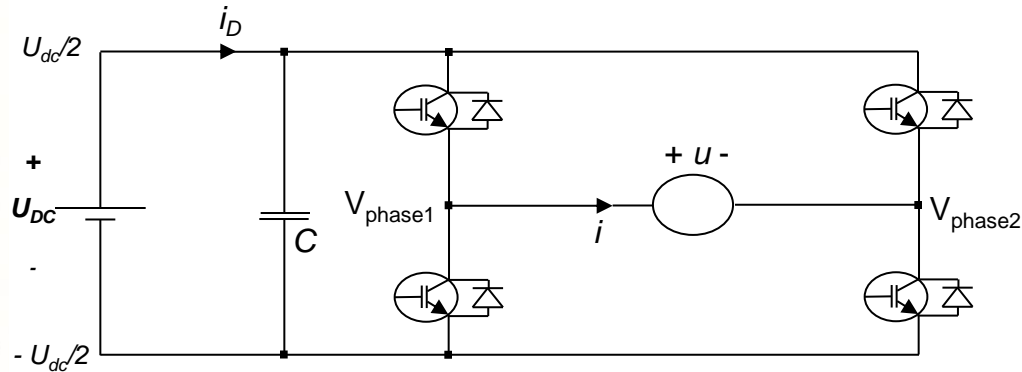 U_dc/2
i_D
+
U_DC
-
- U_dc/2
C
V_phase1
i
+ u -
V_phase2